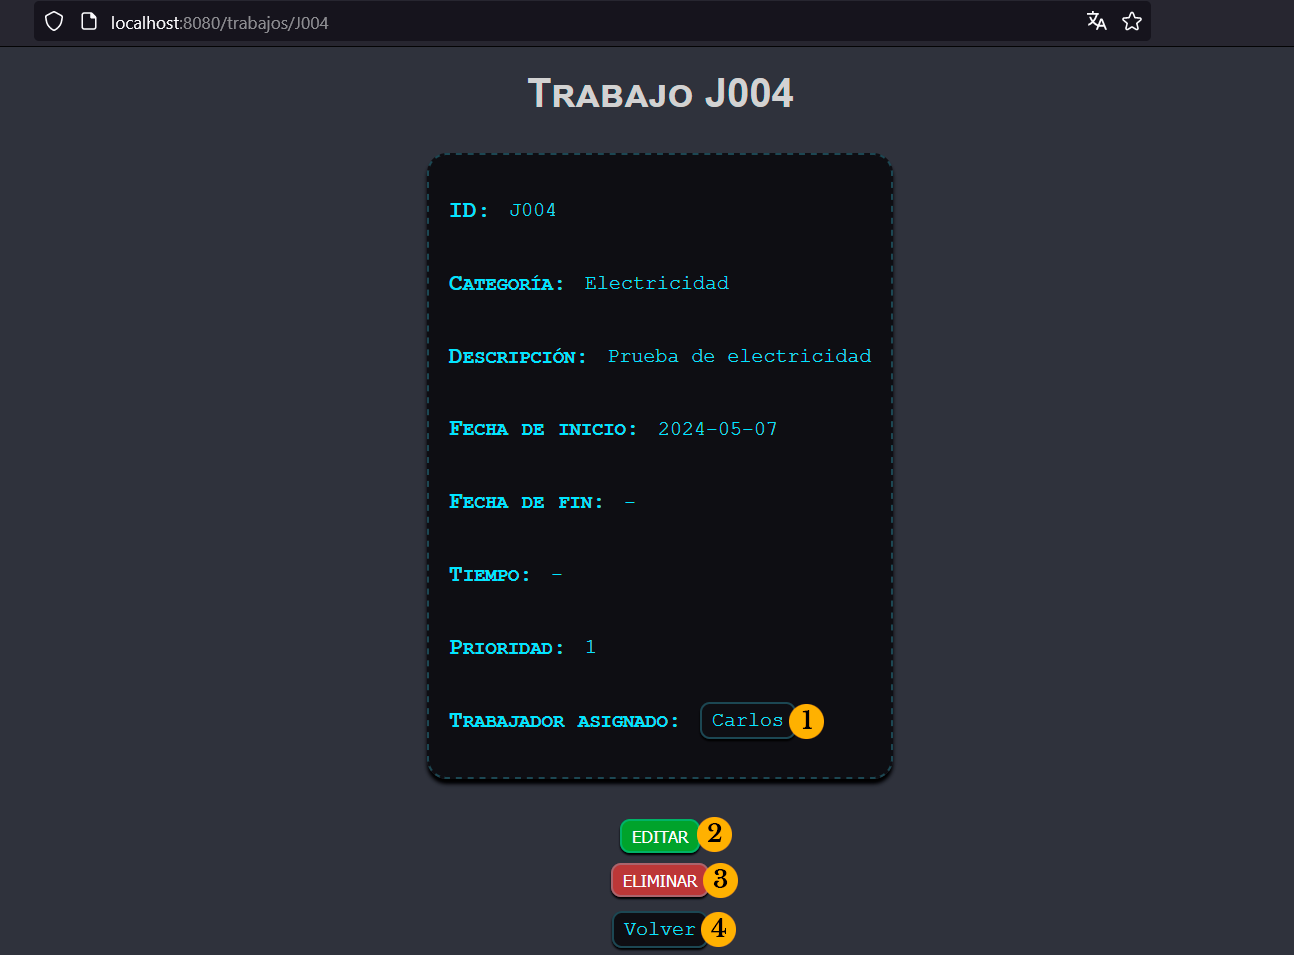 localhost:8080/trabajos/J004
Trabajo J004
ID: J004
Categoría: Electricidad
Descripción: Prueba de electricidad
Fecha de inicio: 2024-05-07
Fecha de fin: -
Tiempo: -
Prioridad: 1
Trabajador asignado: Carlos 1
EDITAR 2
ELIMINAR 3
Volver 4